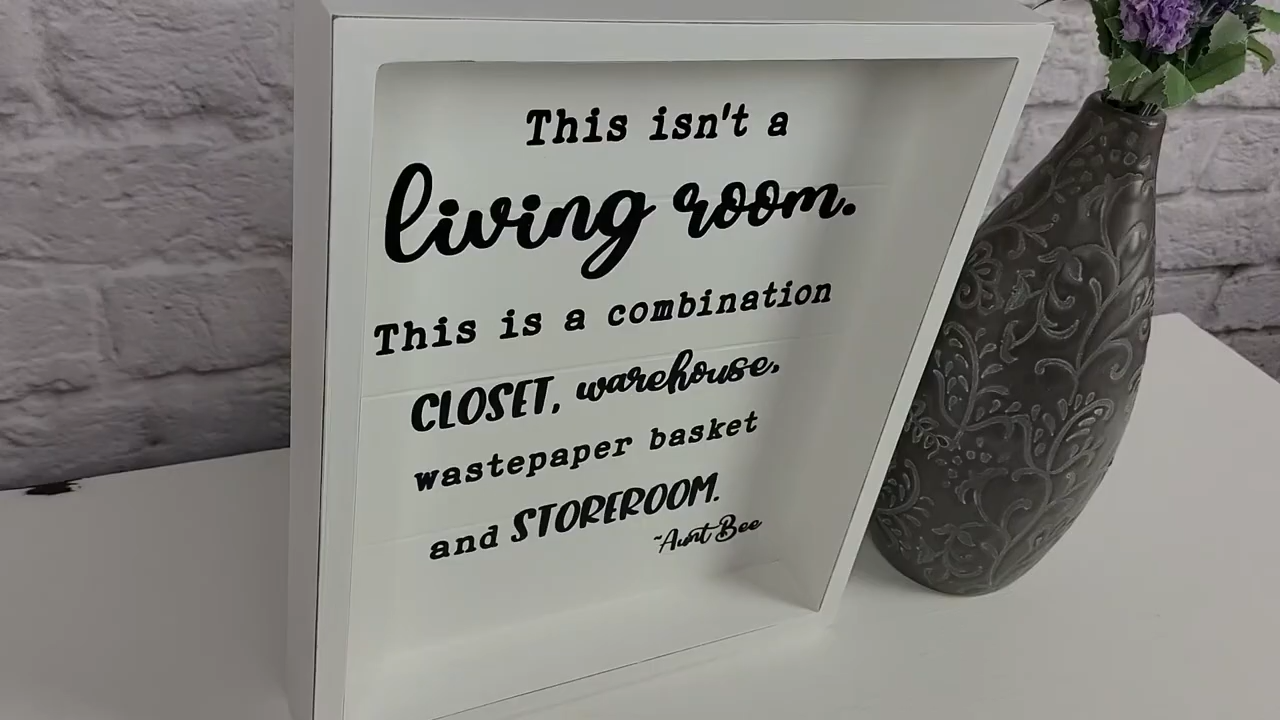 This isn't a
living room.
This is a combination
CLOSET, warehouse,
wastepaper basket
and STOREROOM.
~Aunt Bee